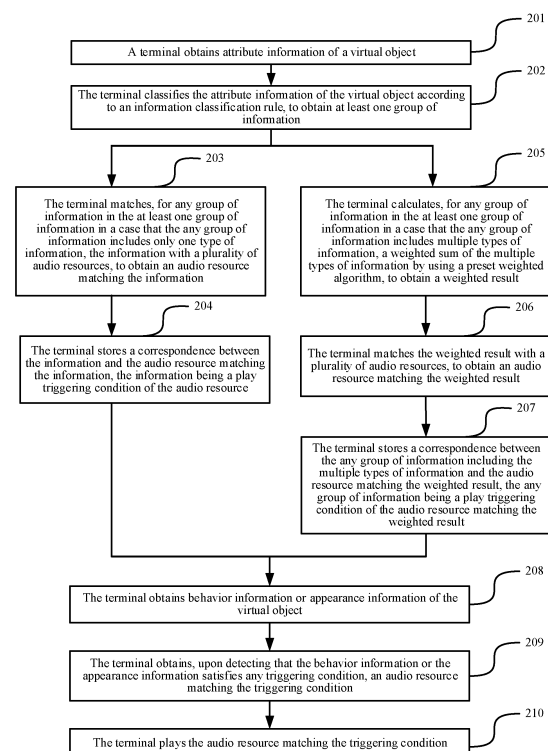 201
A terminal obtains attribute information of a virtual object
202
The terminal classifies the attribute information of the virtual object according
to an information classification rule, to obtain at least one group of
information
203
The terminal matches, for any group of
information in the at least one group of
information in a case that the any group of
information includes only one type of
information, the information with a plurality of
audio resources, to obtain an audio resource
matching the information
204
The terminal stores a correspondence between
the information and the audio resource matching
the information, the information being a play
triggering condition of the audio resource
205
The terminal calculates, for any group of
information in the at least one group of
information in a case that the any group of
information includes multiple types of
information, a weighted sum of the multiple
types of information by using a preset weighted
algorithm, to obtain a weighted result
206
The terminal matches the weighted result with a
plurality of audio resources, to obtain an audio
resource matching the weighted result
207
The terminal stores a correspondence between
the any group of information including the
multiple types of information and the audio
resource matching the weighted result, the any
group of information being a play triggering
condition of the audio resource matching the
weighted result
208
The terminal obtains behavior information or appearance information of the
virtual object
209
The terminal obtains, upon detecting that the behavior information or the
appearance information satisfies any triggering condition, an audio resource
matching the triggering condition
210
The terminal plays the audio resource matching the triggering condition